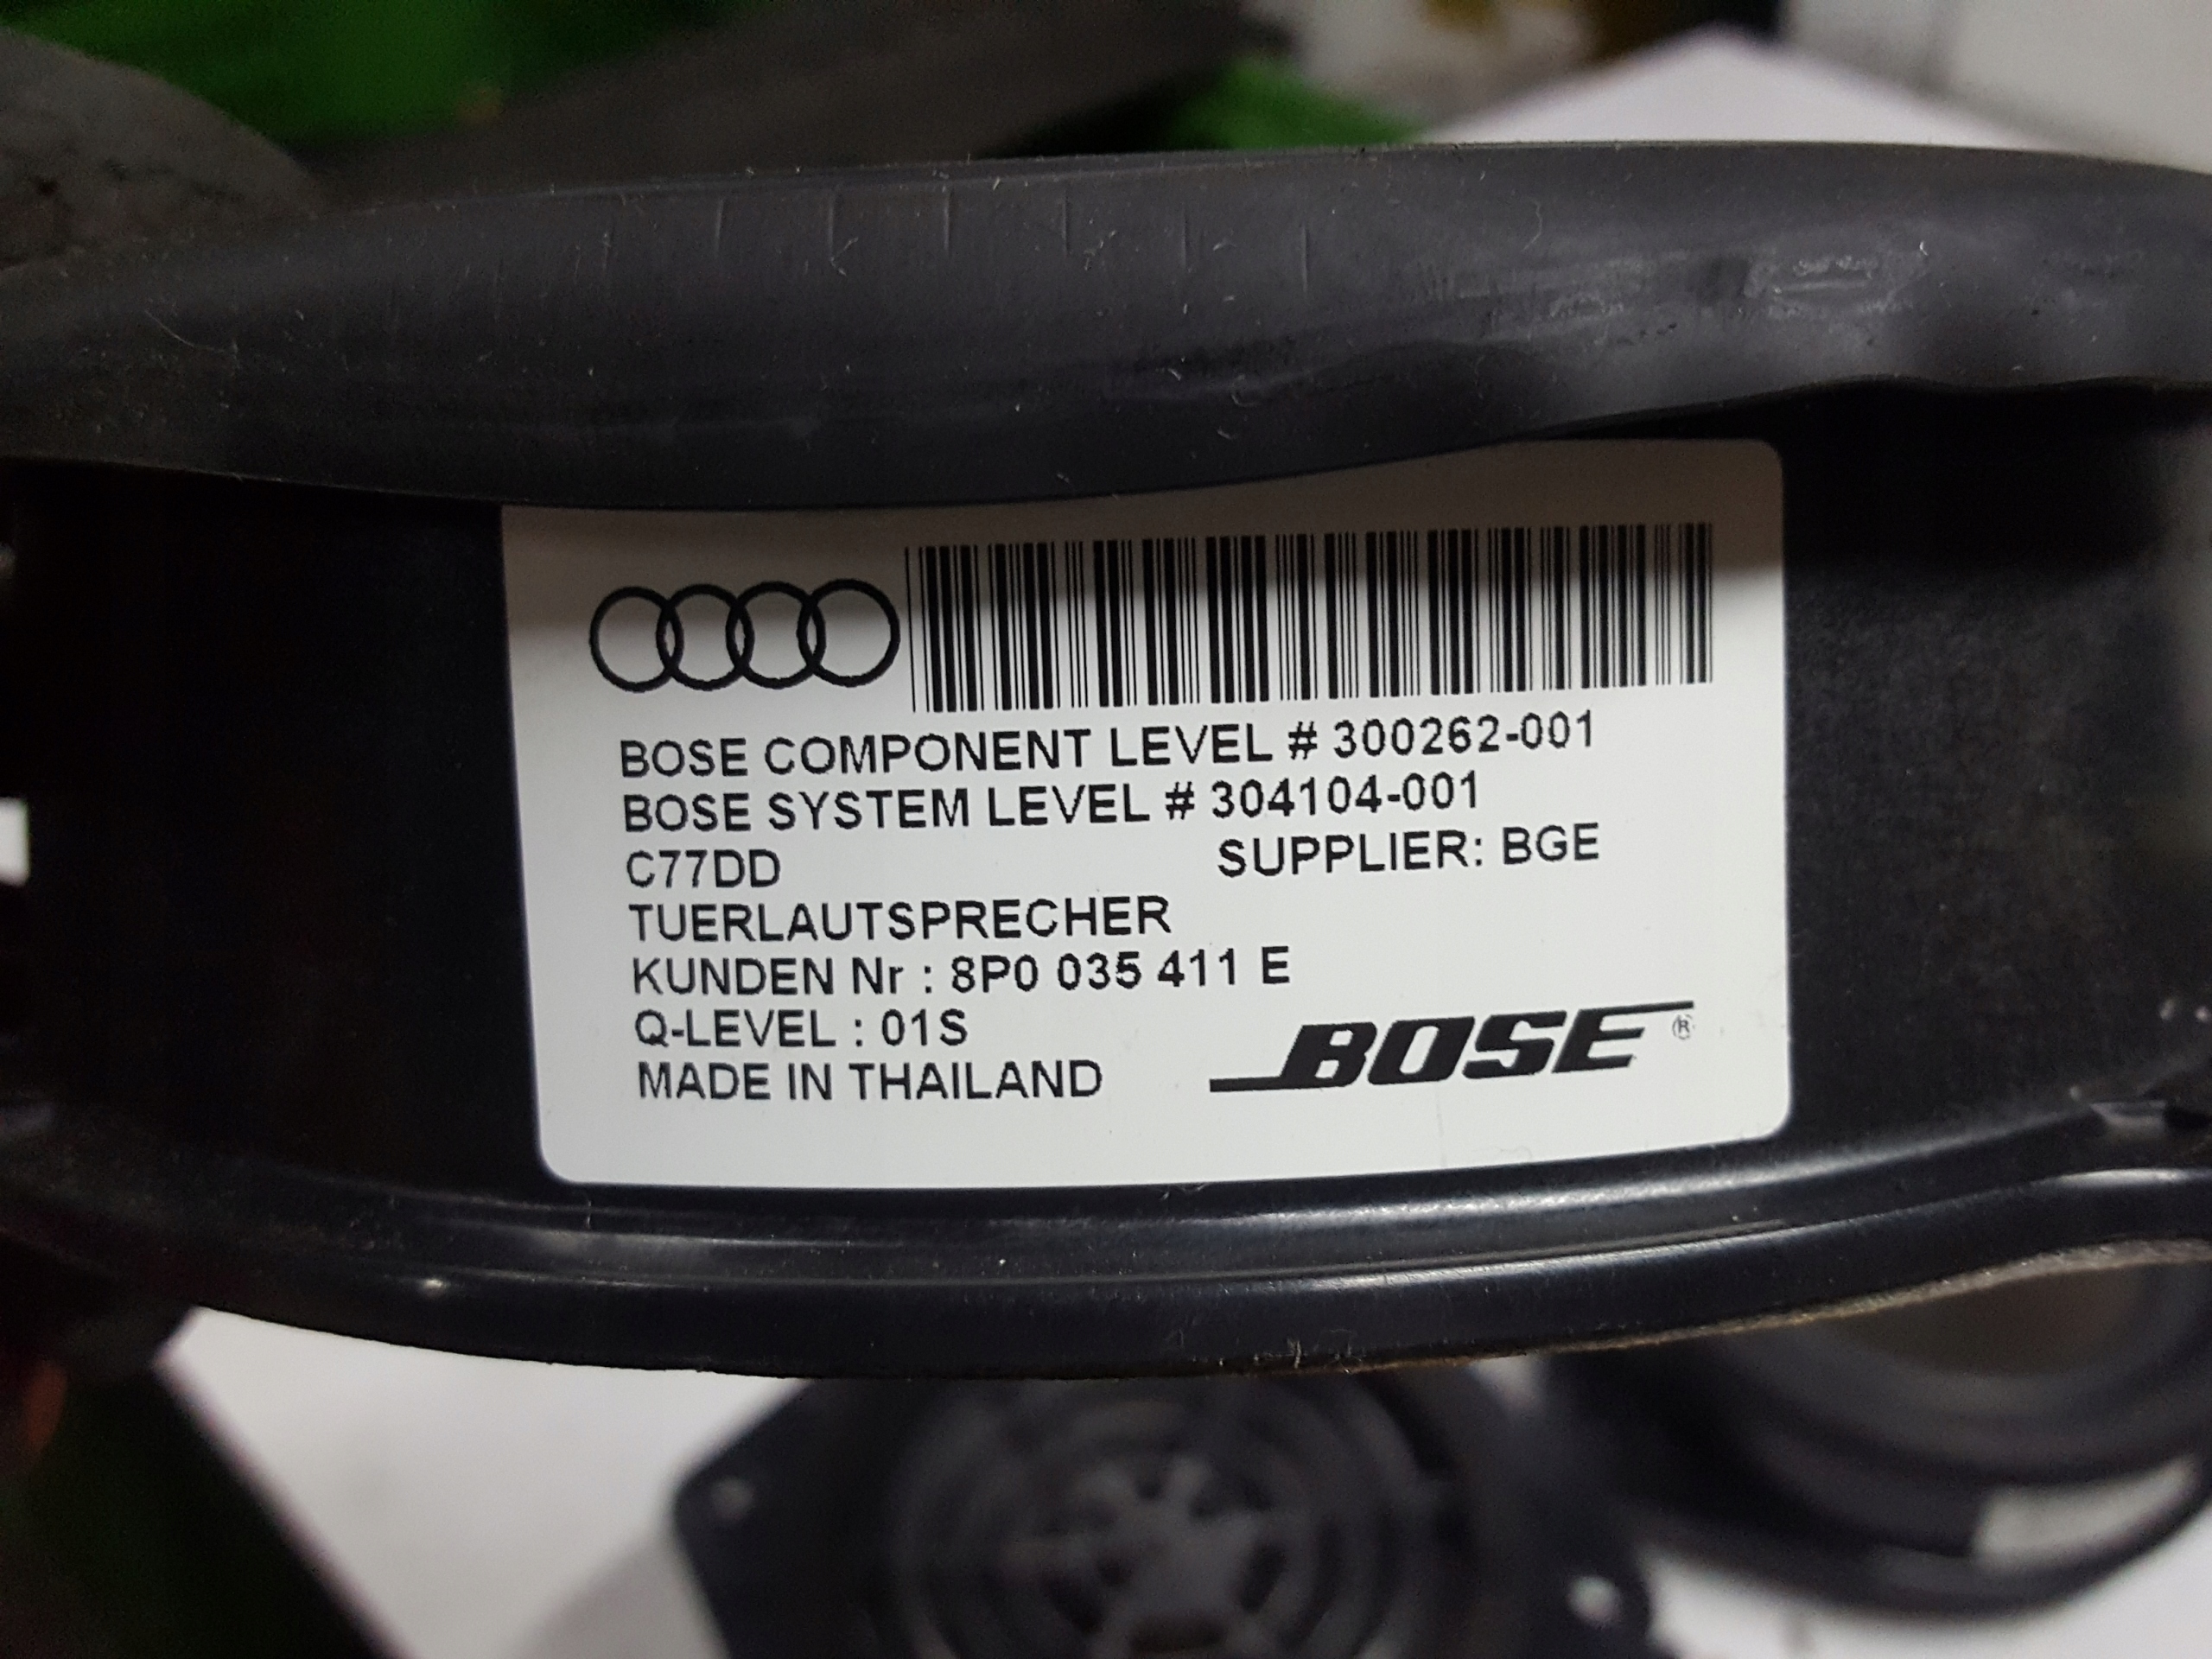 BOSE COMPONENT LEVEL # 300262-001
BOSE SYSTEM LEVEL # 304104-001
C77DD SUPPLIER: BGE
TUERLAUTSPRECHER
KUNDEN Nr : 8P0 035 411 E
Q-LEVEL : 01S
MADE IN THAILAND
BOSE ®